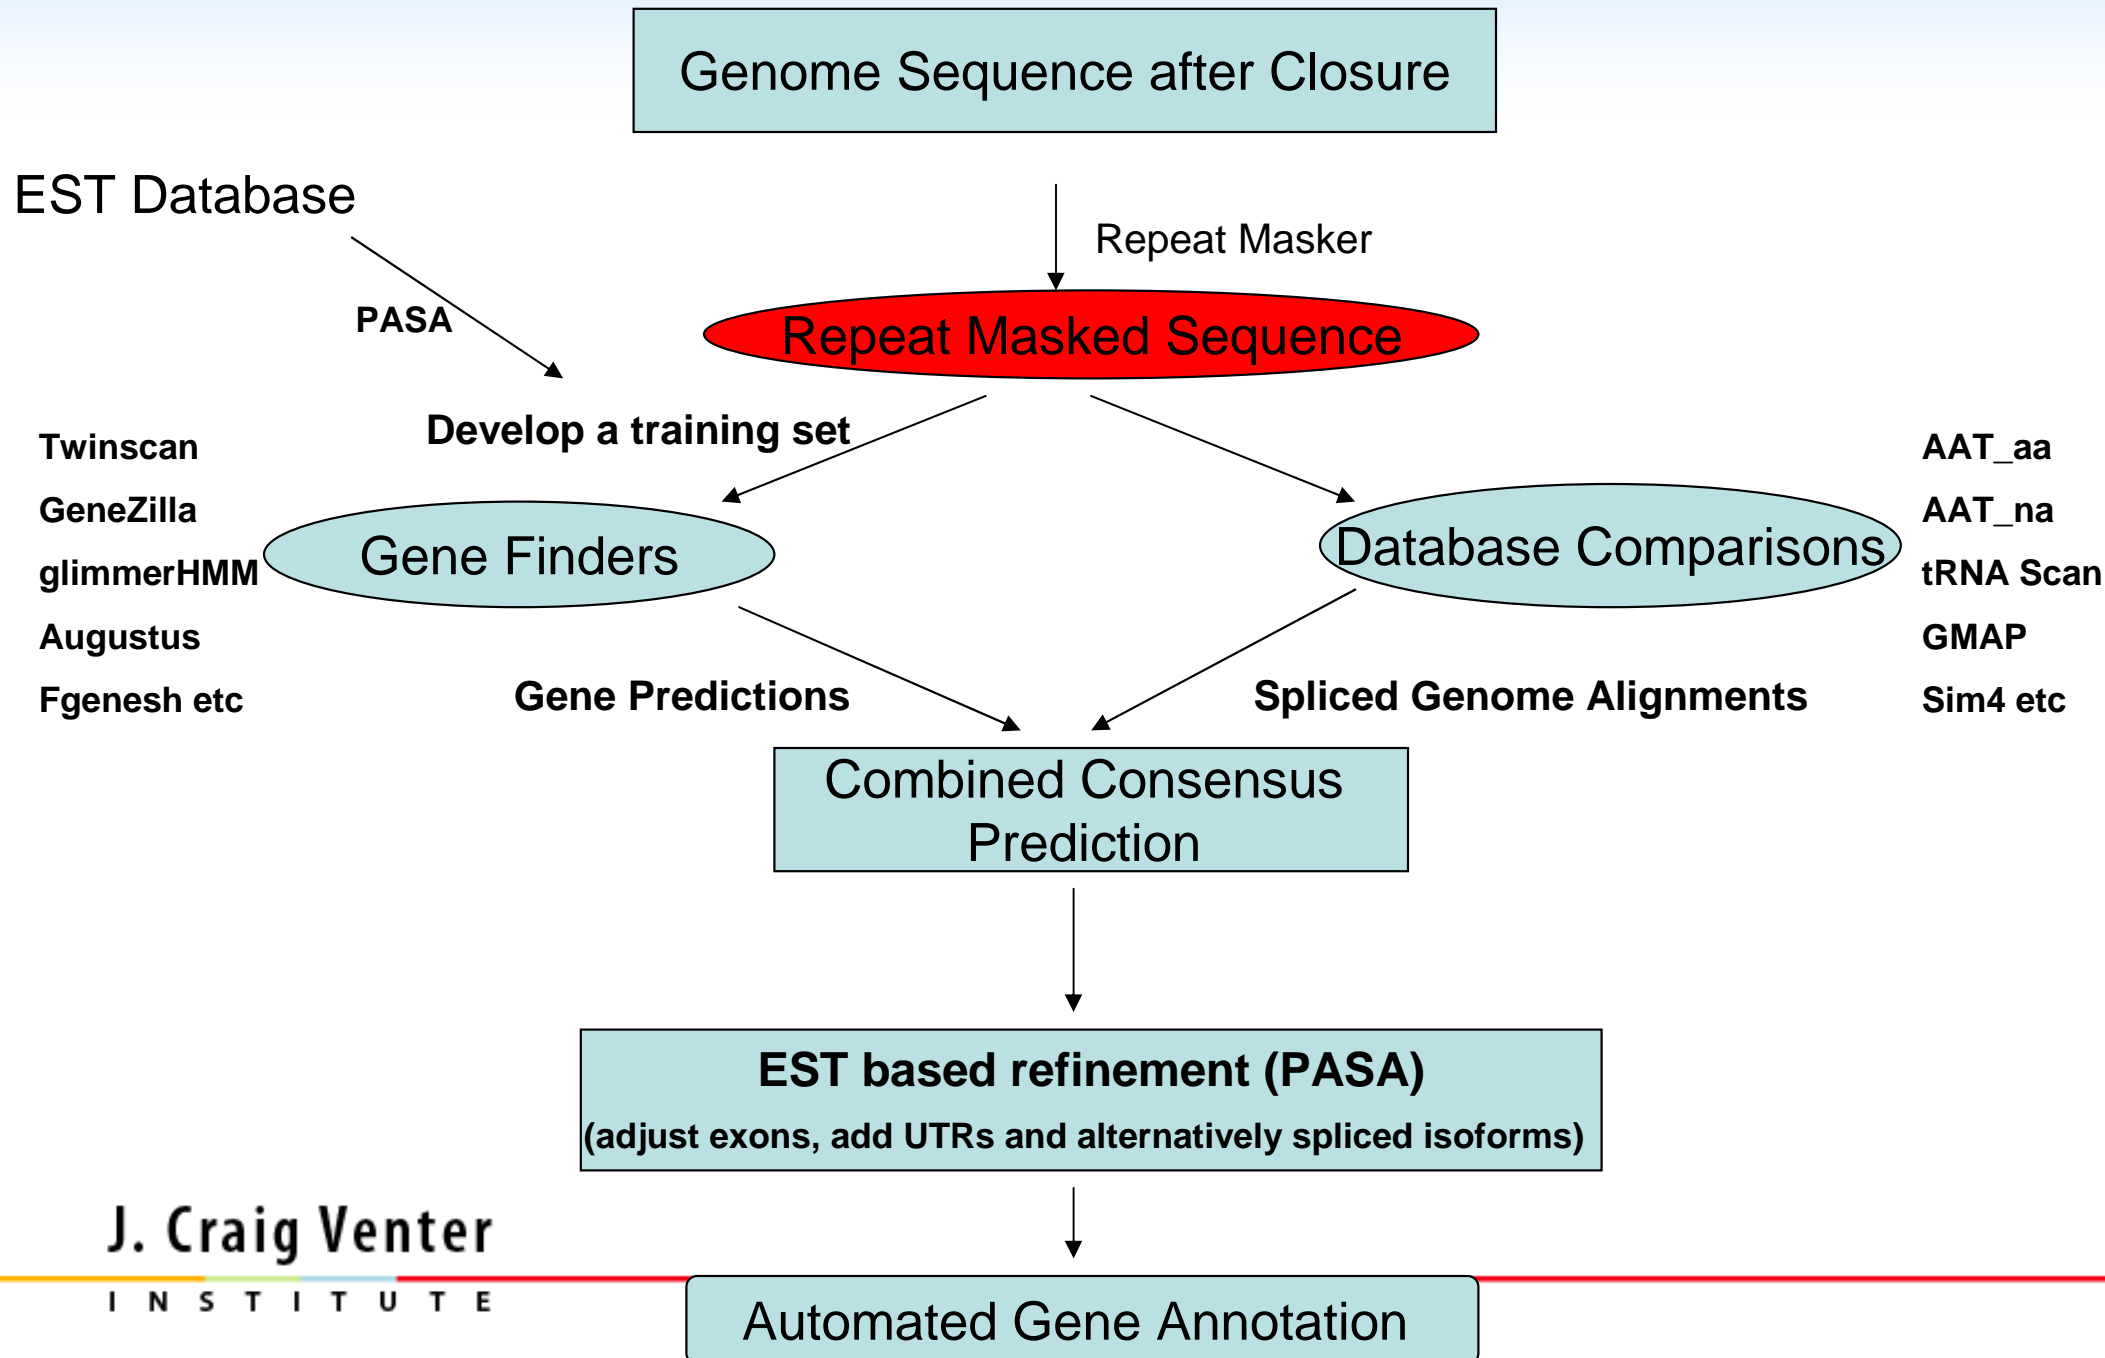 Genome Sequence after Closure
EST Database
Repeat Masker
PASA
Repeat Masked Sequence
Develop a training set
Twinscan
GeneZilla
glimmerHMM
Augustus
Fgenesh etc
Gene Finders
Database Comparisons
AAT_aa
AAT_na
tRNA Scan
GMAP
Sim4 etc
Gene Predictions
Spliced Genome Alignments
Combined Consensus
Prediction
EST based refinement (PASA)
(adjust exons, add UTRs and alternatively spliced isoforms)
J. Craig Venter
INSTITUTE
Automated Gene Annotation